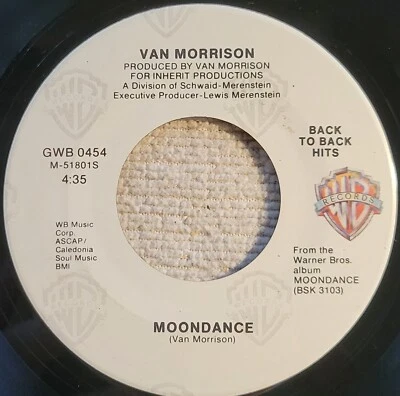 VAN MORRISON
PRODUCED BY VAN MORRISON
FOR INHERIT PRODUCTIONS
A Division of Schwaid-Merenstein
Executive Producer-Lewis Merenstein
GWB 0454
M-51801S
4:35
WB Music
Corp.
ASCAP/
Caledonia
Soul Music
BMI
BACK
TO BACK
HITS
WB
RECORDS
From the
Warner Bros.
album
MOONDANCE
(BSK 3103)
MOONDANCE
(Van Morrison)